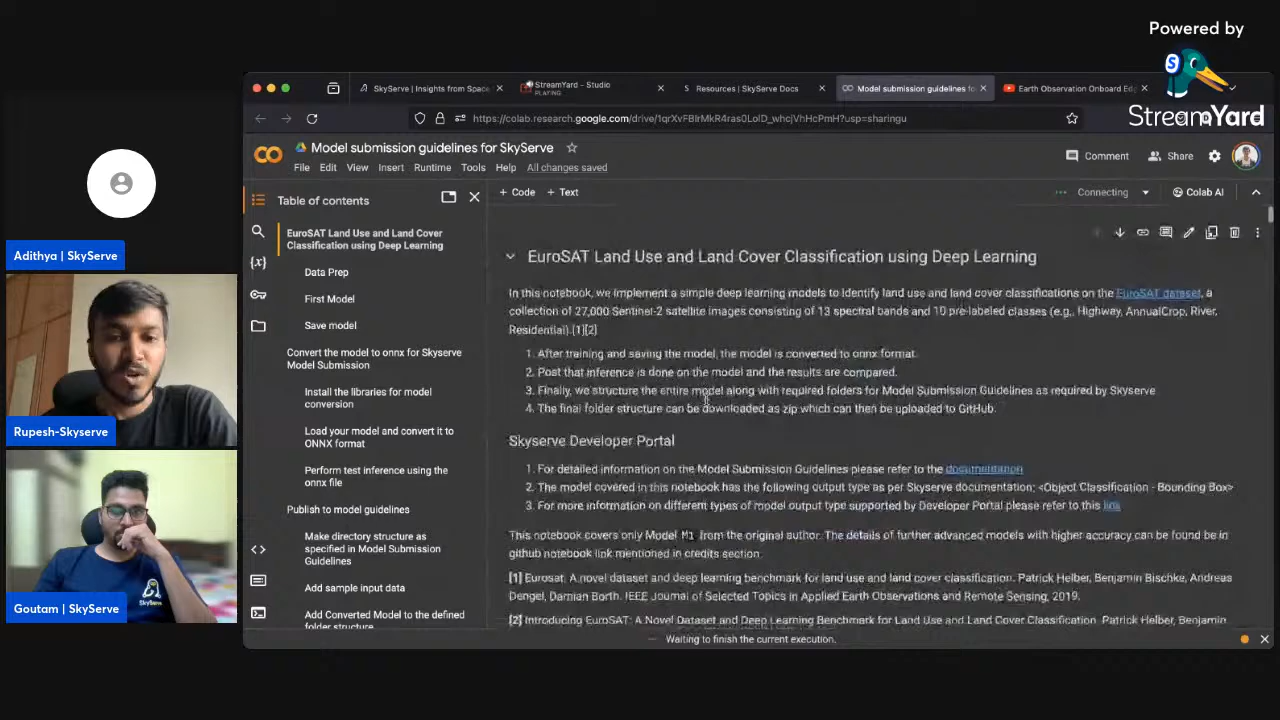 Powered by
StreamYard
SkyServe | Insights from Space
StreamYard - Studio
PLAYING
Resources | SkyServe Docs
Model submission guidelines fo
Earth Observation Onboard Ed
Model submission guidelines for SkyServe
File Edit View Insert Runtime Tools Help All changes saved
Comment
Share
Table of contents
+ Code + Text
Connecting
Colab AI
EuroSAT Land Use and Land Cover
Classification using Deep Learning
Data Prep
First Model
Save model
Convert the model to onnx for Skyserve
Model Submission
Install the libraries for model
conversion
Load your model and convert it to
ONNX format
Perform test inference using the
onnx file
Publish to model guidelines
Make directory structure as
specified in Model Submission
Guidelines
Add sample input data
Add Converted Model to the defined
folder structure
EuroSAT Land Use and Land Cover Classification using Deep Learning
In this notebook, we implement a simple deep learning models to identify land use and land cover classifications on the EuroSAT dataset, a
collection of 27,000 Sentinel-2 satellite images consisting of 13 spectral bands and 10 pre-labeled classes (e.g., Highway, AnnualCrop, River,
Residential).[1][2]
1. After training and saving the model, the model is converted to onnx format.
2. Post that inference is done on the model and the results are compared.
3. Finally, we structure the entire model along with required folders for Model Submission Guidelines as required by Skyserve
4. The final folder structure can be downloaded as zip which can then be uploaded to GitHub.
Skyserve Developer Portal
1. For detailed information on the Model Submission Guidelines please refer to the documentation
2. The model covered in this notebook has the following output type as per Skyserve documentation: <Object Classification - Bounding Box>
3. For more information on different types of model output type supported by Developer Portal please refer to this link
This notebook covers only Model M1 from the original author. The details of further advanced models with higher accuracy can be found be in
github notebook link mentioned in credits section.
[1] Eurosat: A novel dataset and deep learning benchmark for land use and land cover classification. Patrick Helber, Benjamin Bischke, Andreas
Dengel, Damian Borth. IEEE Journal of Selected Topics in Applied Earth Observations and Remote Sensing, 2019.
[2] Introducing EuroSAT: A Novel Dataset and Deep Learning Benchmark for Land Use and Land Cover Classification. Patrick Helber, Benjamin
Waiting to finish the current execution.
Adithya | SkyServe
Rupesh-Skyserve
SkyServe
Goutam | SkyServe